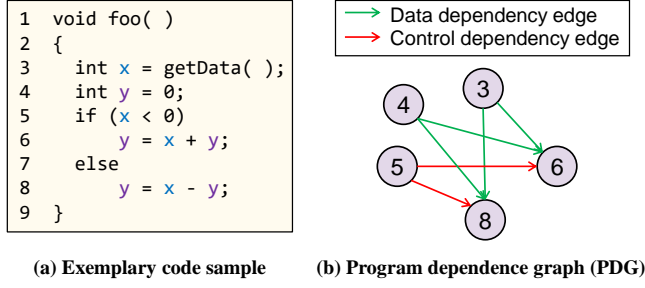 1 void foo( )
2 {
3 int x = getData( );
4 int y = 0;
5 if (x < 0)
6 y = x + y;
7 else
8 y = x - y;
9 }
(a) Exemplary code sample
Data dependency edge
Control dependency edge
3
4
5
6
8
(b) Program dependence graph (PDG)